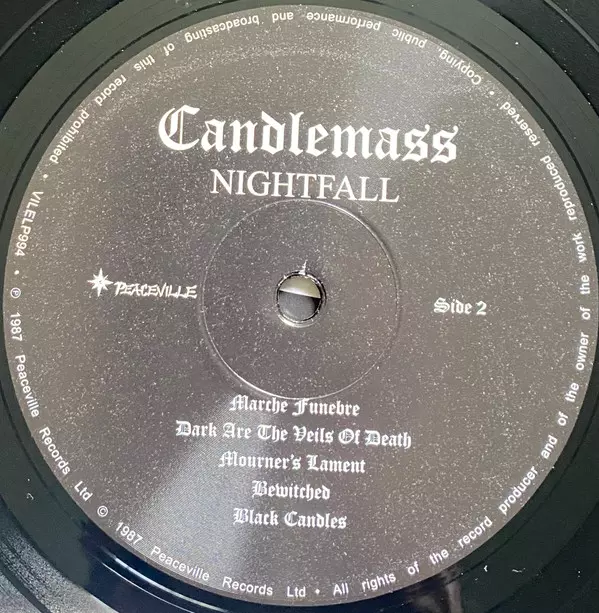 Candlemass
NIGHTFALL
PEACEVILLE
Side 2
Marche Funebre
Dark Are The Veils Of Death
Mourner's Lament
Bewitched
Black Candles
VILELP994 • ℗ 1987 Peaceville Records Ltd © 1987 Peaceville Records Ltd • All rights of the record producer and of the owner of the work reproduced reserved • Copying, public performance and broadcasting of this record prohibited •